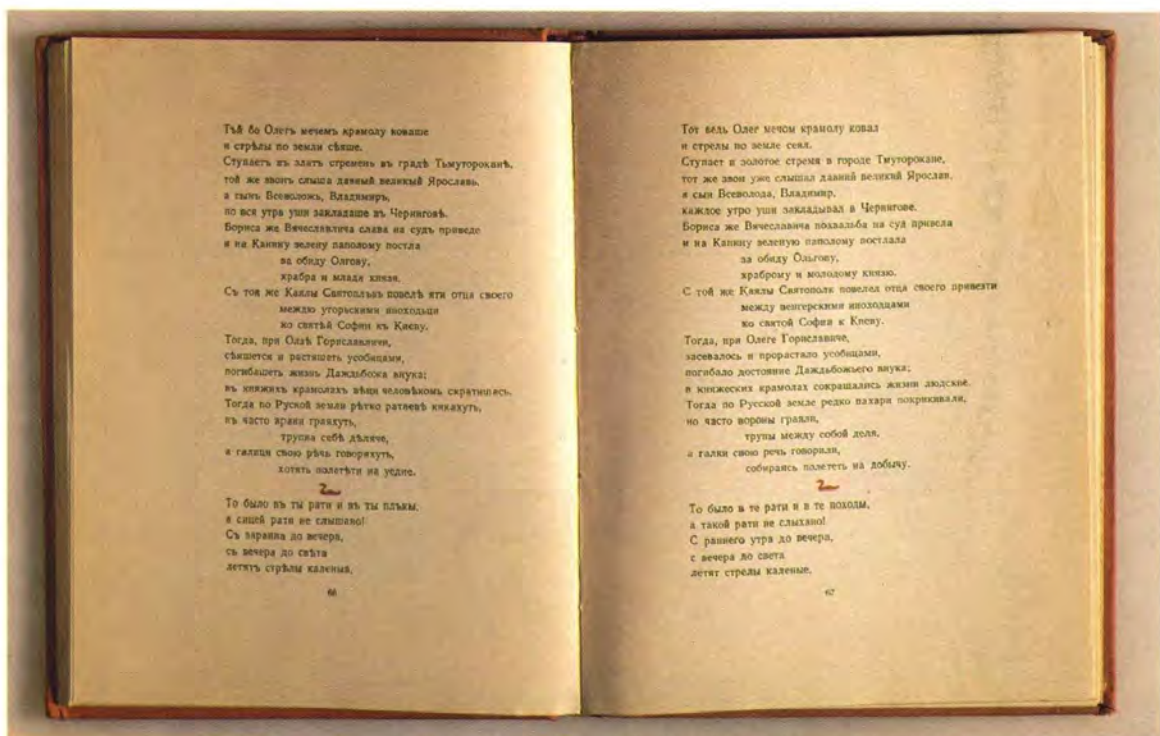 Тъй бо Олегъ мечемъ крамолу коваше
и стрѣлы по земли сѣяше.
Ступаетъ въ златъ стремень въ градѣ Тьмутороканѣ,
той же звонъ слыша давный великый Ярославь,
а сынъ Всеволожь, Владимиръ,
по вся утра уши закладаше въ Черниговѣ.
Бориса же Вячеславлича слава на судъ приведе
и на Канину зелену паполому постла
за обиду Олгову,
храбра и млада князя.
Съ тоя же Каялы Святоплъкъ повелѣ яти отца своего
междю угорьскими иноходьци
ко святѣй Софии къ Киеву.
Тогда, при Олзѣ Гориславличи,
сѣяшется и растяшеть усобицами,
погибашеть жизнь Даждьбожа внука;
въ княжихъ крамолахъ вѣци человѣкомь скратишась.
Тогда по Руской земли рѣтко ратаевѣ кикахуть,
нъ часто врани граяхуть,
трупиа себѣ дѣляче,
а галици свою рѣчь говоряхуть,
хотять полетѣти на уедие.
То было въ ты рати и въ ты плъкы,
а сицей рати не слышано!
Съ зараниа до вечера,
съ вечера до свѣта
летятъ стрѣлы каленыя,
66
Тот ведь Олег мечом крамолу ковал
и стрелы по земле сеял.
Ступает в золотое стремя в городе Тмуторокане,
тот же звон уже слышал давний великий Ярослав,
а сын Всеволода, Владимир,
каждое утро уши закладывал в Чернигове.
Бориса же Вячеславича похвальба на суд привела
и на Канину зеленую паполому постлала
за обиду Ольгову,
храброму и молодому князю.
С той же Каялы Святополк повелел отца своего привезти
между венгерскими иноходцами
ко святой Софии к Киеву.
Тогда, при Олеге Гориславиче,
засевалось и прорастало усобицами,
погибало достояние Даждьбожьего внука;
в княжеских крамолах сокращались жизни людские.
Тогда по Русской земле редко пахари покрикивали,
но часто вороны граяли,
трупы между собой деля,
а галки свою речь говорили,
собираясь полететь на добычу.
То было в те рати и в те походы,
а такой рати не слыхано!
С раннего утра до вечера,
с вечера до света
летят стрелы каленые,
67